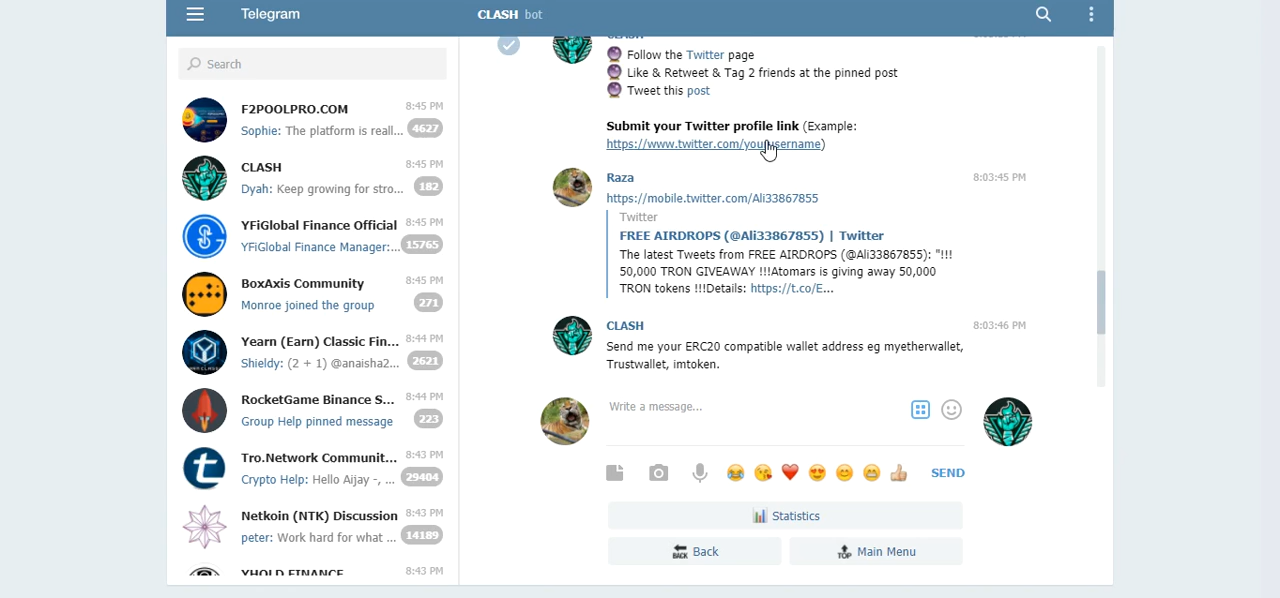 Telegram
CLASH bot
Search
F2POOLPRO.COM 8:45 PM
Sophie: The platform is reall... 4627
CLASH 8:45 PM
Dyah: Keep growing for stro... 182
YFiGlobal Finance Official 8:45 PM
YFiGlobal Finance Manager:... 15765
BoxAxis Community 8:45 PM
Monroe joined the group 271
Yearn (Earn) Classic Fin... 8:44 PM
Shieldy: (2 + 1) @anaisha2... 2621
RocketGame Binance S... 8:44 PM
Group Help pinned message 223
Tro.Network Communit... 8:43 PM
Crypto Help: Hello Aijay -, ... 29404
Netkoin (NTK) Discussion 8:43 PM
peter: Work hard for what ... 14189
YHOLD FINANCE 8:43 PM
CLASH
Follow the Twitter page
Like & Retweet & Tag 2 friends at the pinned post
Tweet this post
Submit your Twitter profile link (Example:
https://www.twitter.com/yourusername)
Raza 8:03:45 PM
https://mobile.twitter.com/Ali33867855
Twitter
FREE AIRDROPS (@Ali33867855) | Twitter
The latest Tweets from FREE AIRDROPS (@Ali33867855): "!!!
50,000 TRON GIVEAWAY !!!Atomars is giving away 50,000
TRON tokens !!!Details: https://t.co/E...
CLASH 8:03:46 PM
Send me your ERC20 compatible wallet address eg myetherwallet,
Trustwallet, imtoken.
Write a message...
SEND
Statistics
BACK Back
TOP Main Menu